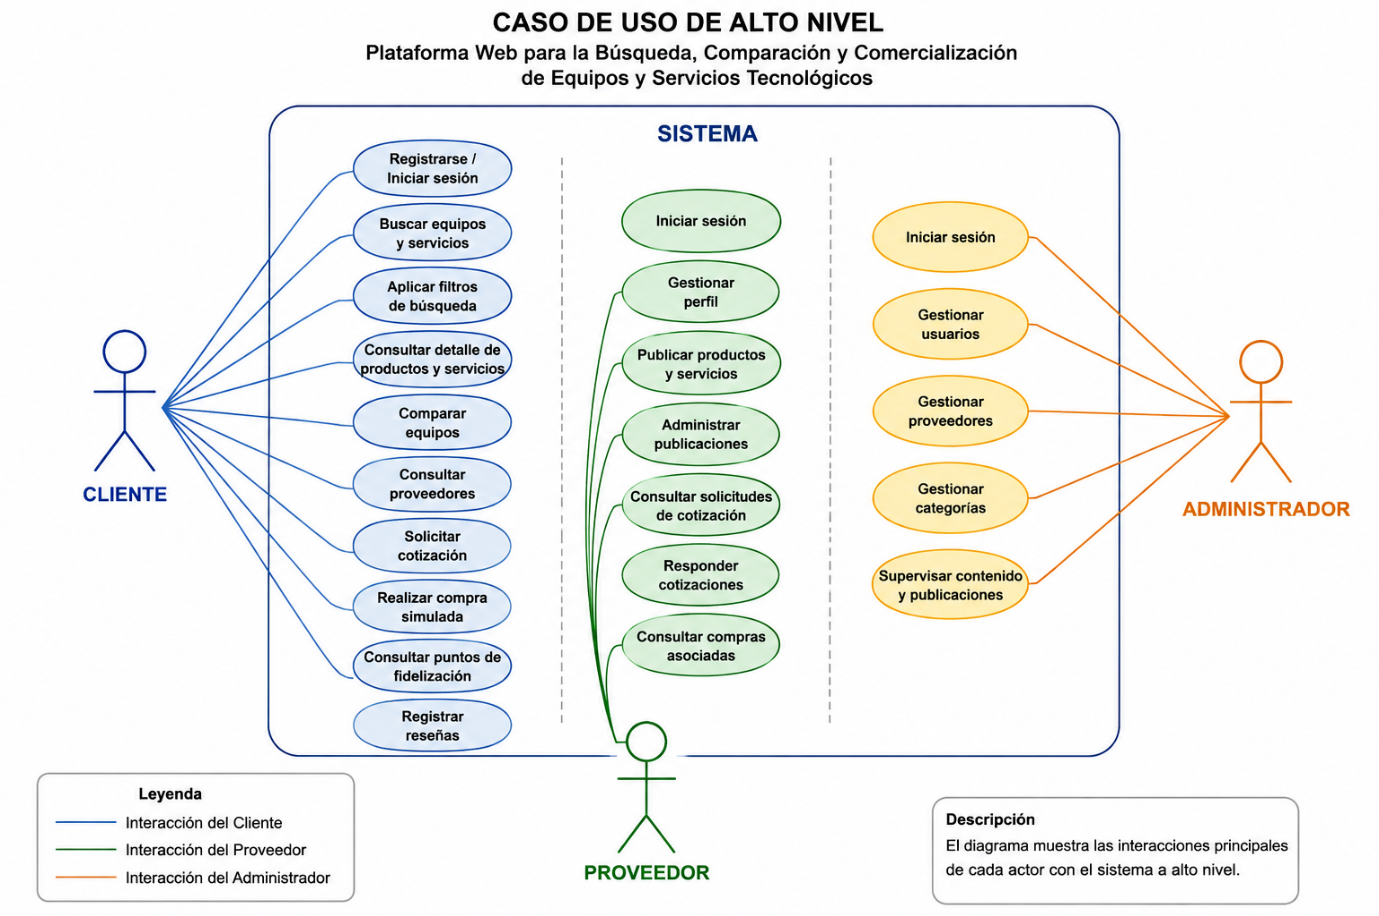 CASO DE USO DE ALTO NIVEL
Plataforma Web para la Búsqueda, Comparación y Comercialización
de Equipos y Servicios Tecnológicos
SISTEMA
Registrarse /
Iniciar sesión
Buscar equipos
y servicios
Aplicar filtros
de búsqueda
Consultar detalle de
productos y servicios
Comparar
equipos
Consultar
proveedores
Solicitar
cotización
Realizar compra
simulada
Consultar puntos de
fidelización
Registrar
reseñas
Iniciar sesión
Gestionar
perfil
Publicar productos
y servicios
Administrar
publicaciones
Consultar solicitudes
de cotización
Responder
cotizaciones
Consultar compras
asociadas
Iniciar sesión
Gestionar
usuarios
Gestionar
proveedores
Gestionar
categorías
Supervisar contenido
y publicaciones
CLIENTE
ADMINISTRADOR
PROVEEDOR
Leyenda
Interacción del Cliente
Interacción del Proveedor
Interacción del Administrador
Descripción
El diagrama muestra las interacciones principales
de cada actor con el sistema a alto nivel.